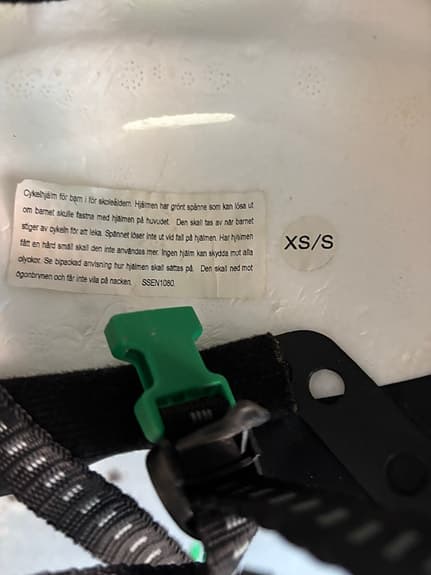 Cykelhjälm för barn i för skoleåldern. Hjälmen har grönt spänne som kan lösa ut
om barnet skulle fastna med hjälmen på huvudet. Den skall tas av när barnet
stiger av cykeln för att leka. Spännet löser inte ut vid fall på hjälmen. Har hjälmen
fått en hård smäll skall den inte användas mer. Ingen hjälm kan skydda mot alla
olyckor. Se bipackad anvisning hur hjälmen skall sättas på. Den skall ned mot
ögonbrynen och får inte vila på nacken. SSEN1080.
XS/S